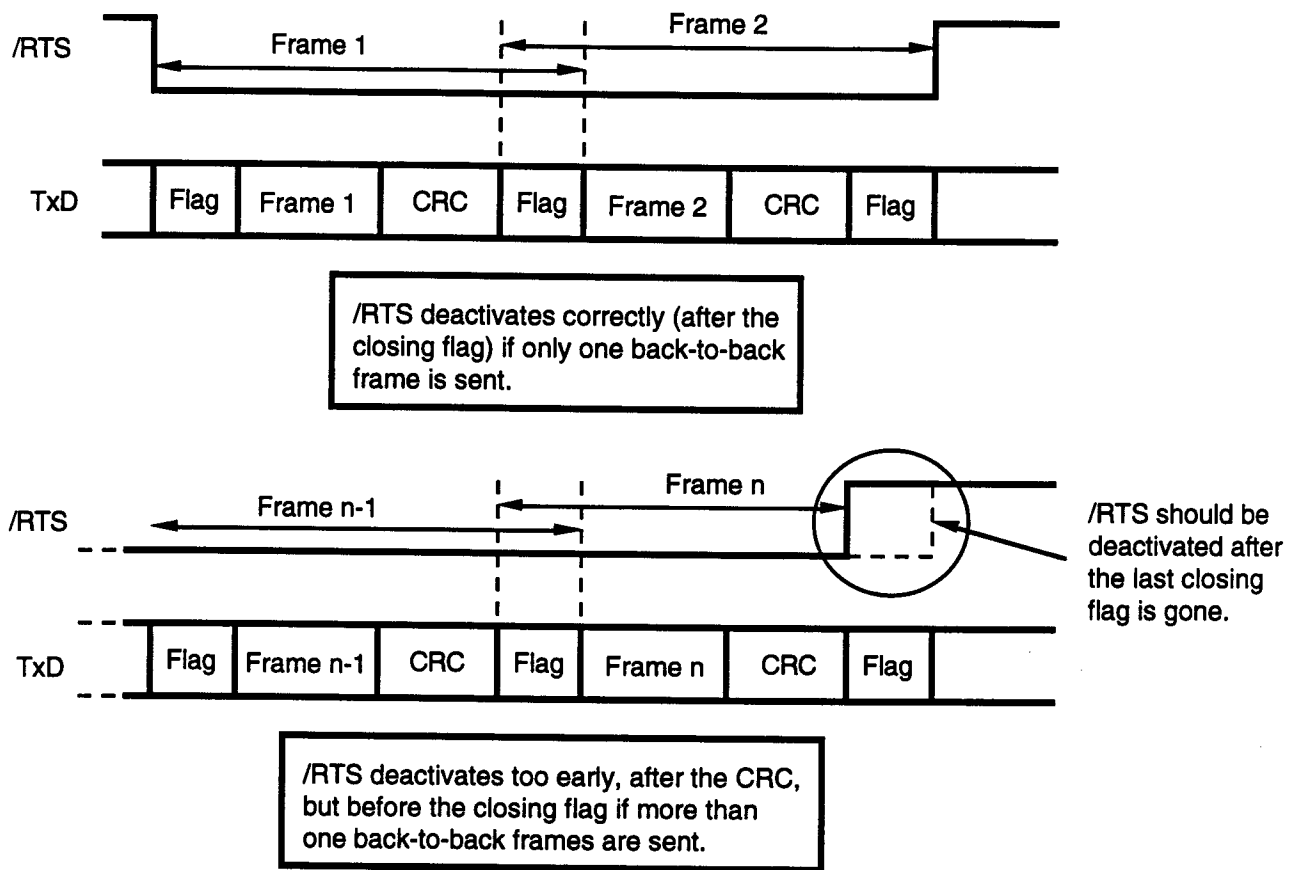 /RTS
Frame 1
Frame 2
TxD
Flag
Frame 1
CRC
Flag
Frame 2
CRC
Flag
/RTS deactivates correctly (after the
closing flag) if only one back-to-back
frame is sent.
/RTS
Frame n-1
Frame n
/RTS should be
deactivated after
the last closing
flag is gone.
TxD
Flag
Frame n-1
CRC
Flag
Frame n
CRC
Flag
/RTS deactivates too early, after the CRC,
but before the closing flag if more than
one back-to-back frames are sent.